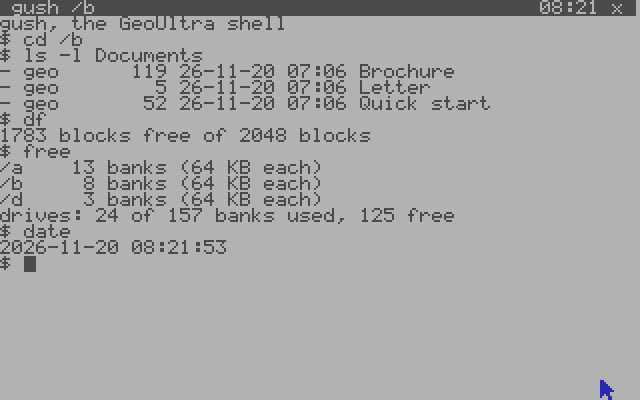 gush /b 08:21 x
gush, the GeoUltra shell
$ cd /b
$ ls -l Documents
- geo 119 26-11-20 07:06 Brochure
- geo 5 26-11-20 07:06 Letter
- geo 52 26-11-20 07:06 Quick start
$ df
1783 blocks free of 2048 blocks
$ free
/a 13 banks (64 KB each)
/b 8 banks (64 KB each)
/d 3 banks (64 KB each)
drives: 24 of 157 banks used, 125 free
$ date
2026-11-20 08:21:53
$